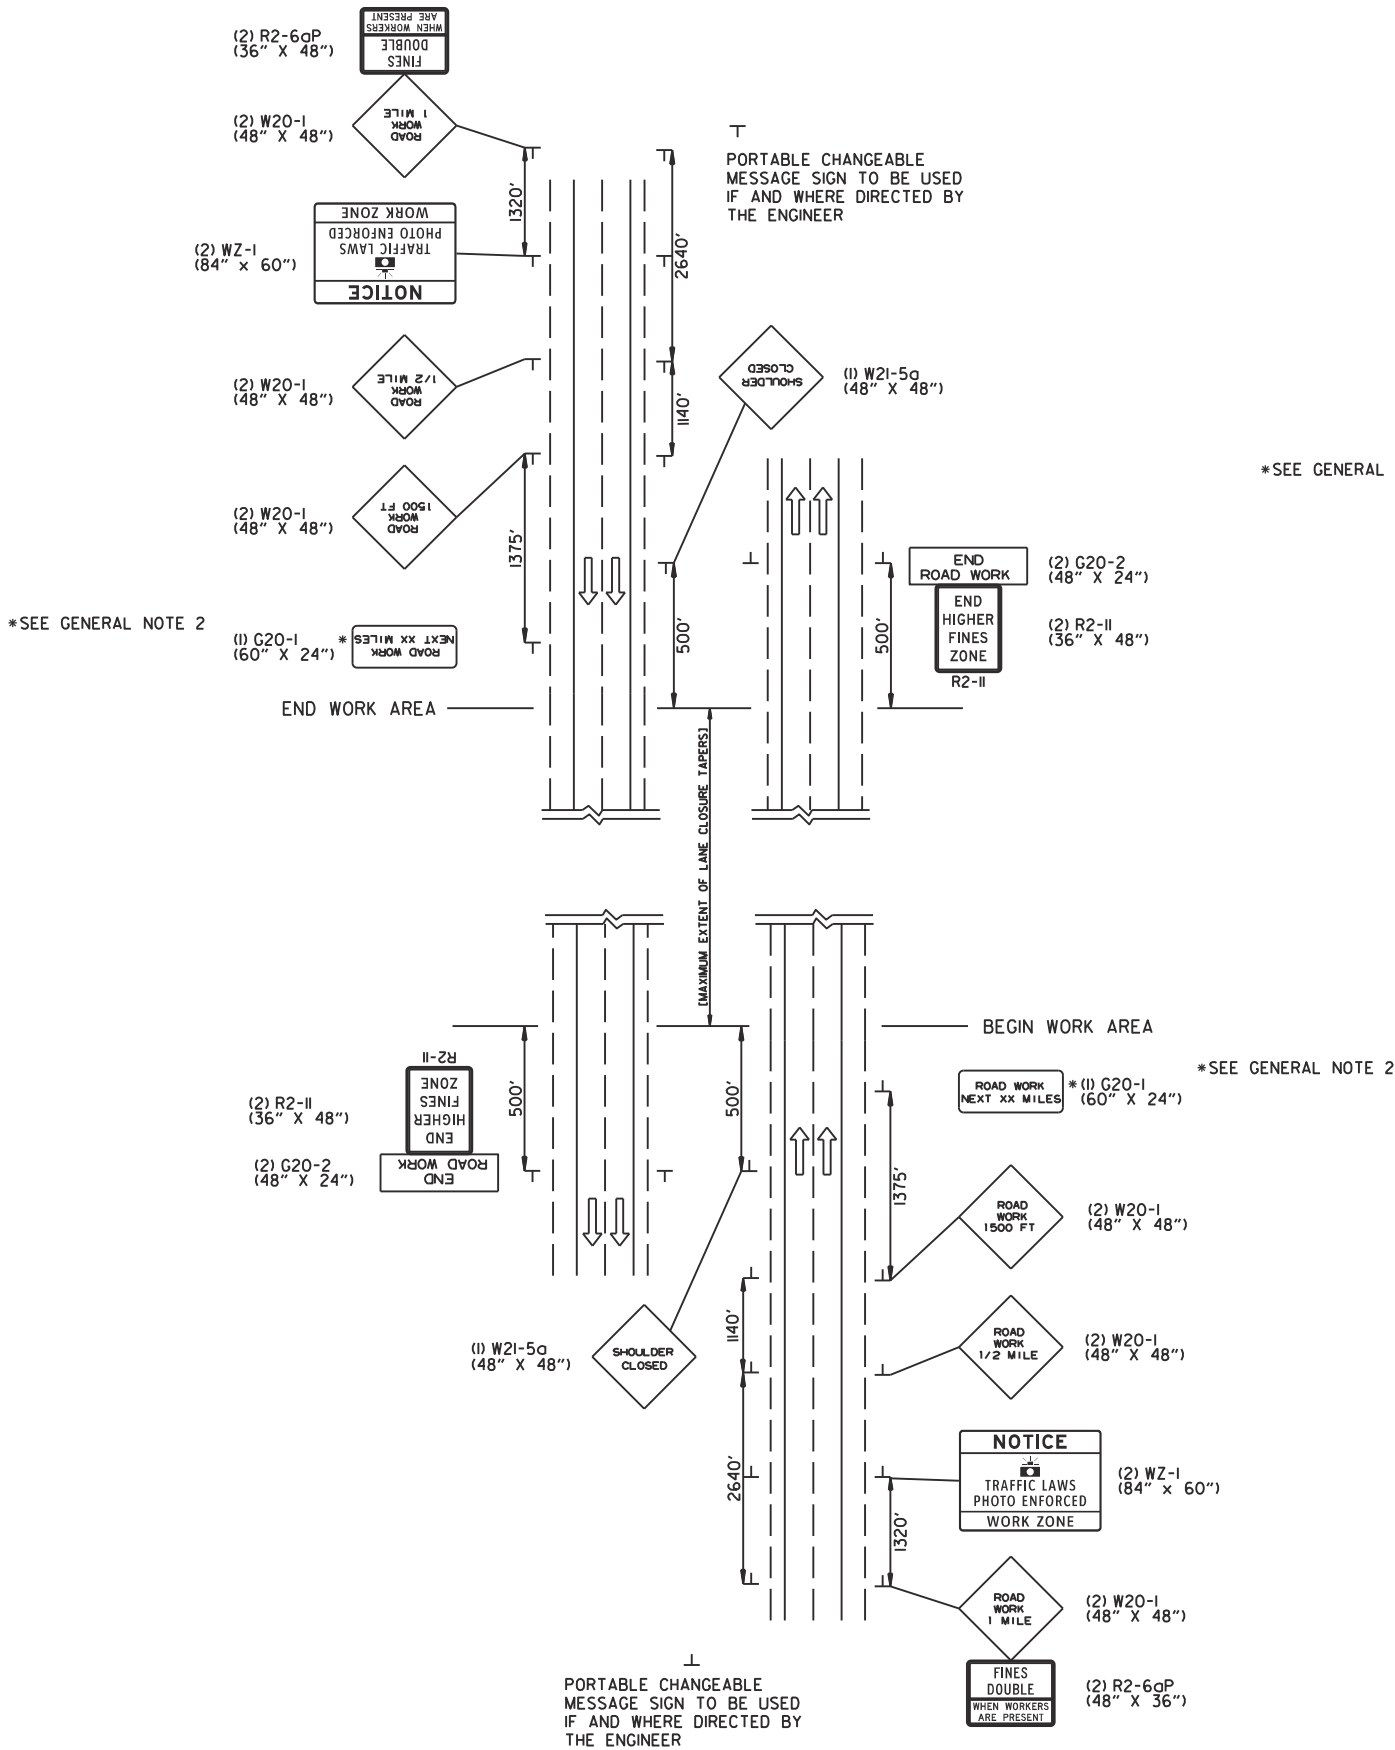 WHEN WORKERS
ARE PRESENT
FINES
DOUBLE
(2) R2-6aP
(36" X 48")
ROAD
WORK
1 MILE
(2) W20-1
(48" X 48")
PORTABLE CHANGEABLE
MESSAGE SIGN TO BE USED
IF AND WHERE DIRECTED BY
THE ENGINEER
1320'
2640'
NOTICE
TRAFFIC LAWS
PHOTO ENFORCED
WORK ZONE
(2) WZ-1
(84" x 60")
ROAD
WORK
1/2 MILE
(2) W20-1
(48" X 48")
1140'
SHOULDER
CLOSED
(1) W21-5a
(48" X 48")
*SEE GENERAL
ROAD
WORK
1500 FT
(2) W20-1
(48" X 48")
1375'
500'
500'
END
ROAD WORK
(2) G20-2
(48" X 24")
END
HIGHER
FINES
ZONE
R2-11
(2) R2-11
(36" X 48")
*SEE GENERAL NOTE 2
(1) G20-1
(60" X 24")
*
ROAD WORK
NEXT XX MILES
END WORK AREA
[MAXIMUM EXTENT OF LANE CLOSURE TAPERS]
BEGIN WORK AREA
*SEE GENERAL NOTE 2
ROAD WORK
NEXT XX MILES
*(1) G20-1
(60" X 24")
R2-11
END
HIGHER
FINES
ZONE
(2) R2-11
(36" X 48")
END
ROAD WORK
(2) G20-2
(48" X 24")
500'
500'
1375'
ROAD
WORK
1500 FT
(2) W20-1
(48" X 48")
1140'
SHOULDER
CLOSED
(1) W21-5a
(48" X 48")
ROAD
WORK
1/2 MILE
(2) W20-1
(48" X 48")
2640'
NOTICE
TRAFFIC LAWS
PHOTO ENFORCED
WORK ZONE
(2) WZ-1
(84" x 60")
1320'
ROAD
WORK
1 MILE
(2) W20-1
(48" X 48")
FINES
DOUBLE
WHEN WORKERS
ARE PRESENT
(2) R2-6aP
(48" X 36")
PORTABLE CHANGEABLE
MESSAGE SIGN TO BE USED
IF AND WHERE DIRECTED BY
THE ENGINEER